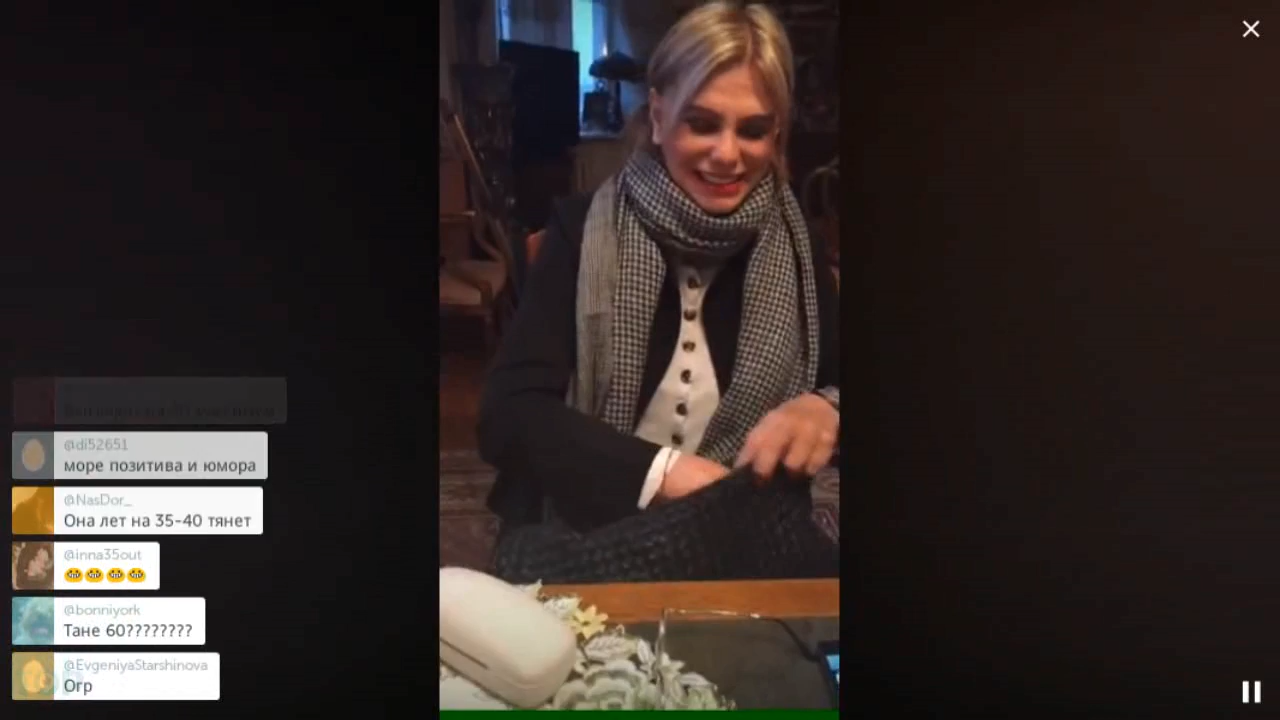 @di52651
море позитива и юмора
@NasDor_
Она лет на 35-40 тянет
@inna35out
@bonniyork
Тане 60????????
@EvgeniyaStarshinova
Огр